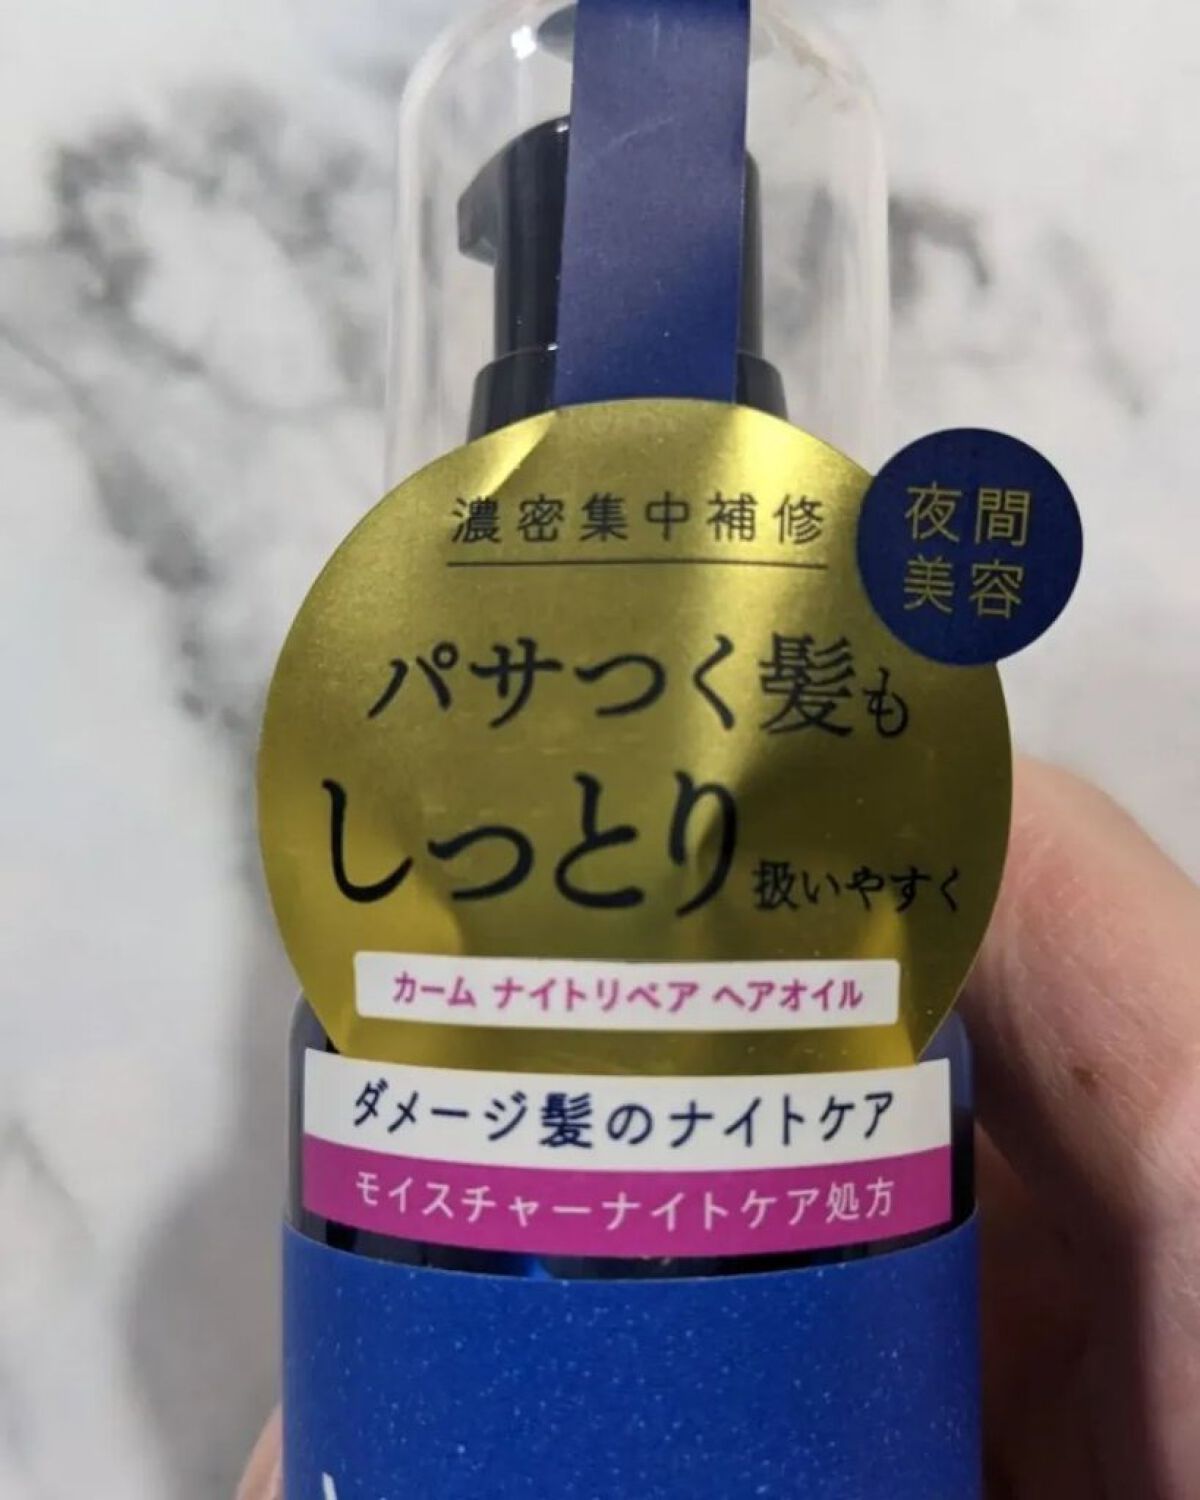 濃密集中補修
夜間
美容
パサつく髪も
しっとり扱いやすく
カーム ナイトリペア ヘアオイル
ダメージ髪のナイトケア
モイスチャーナイトケア処方